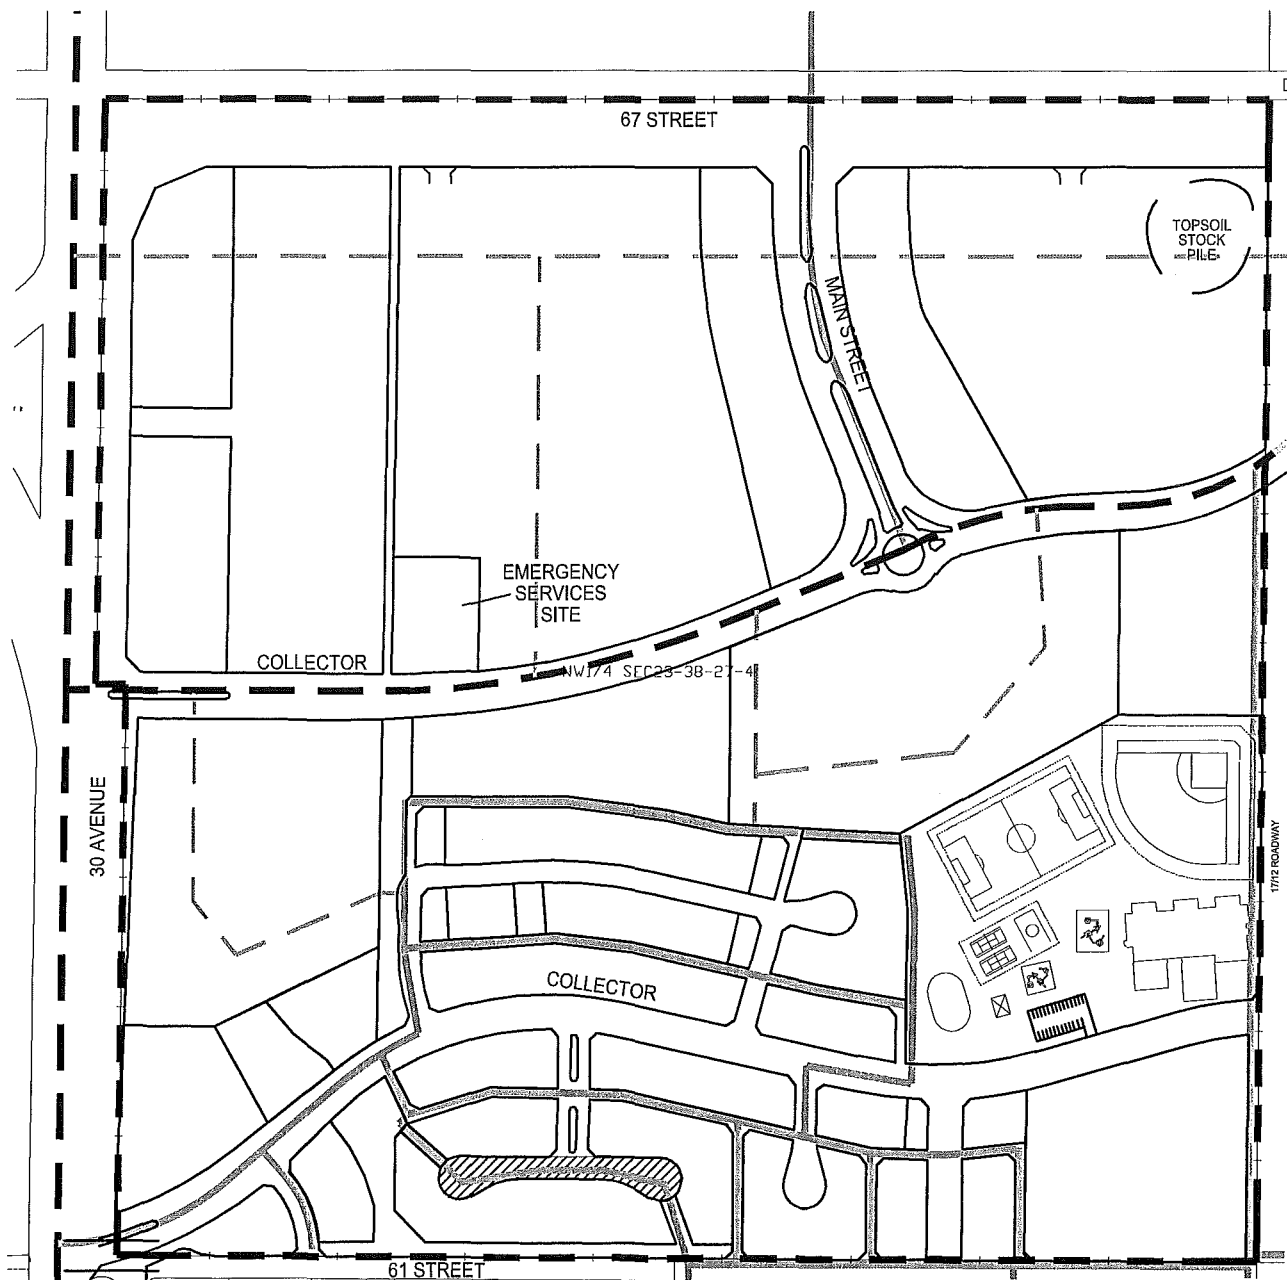 67 STREET
TOPSOIL
STOCK
PILE
MAIN STREET
EMERGENCY
SERVICES
SITE
COLLECTOR
NW1/4 SEC23-38-27-4
30 AVENUE
17/12 ROADWAY
COLLECTOR
61 STREET